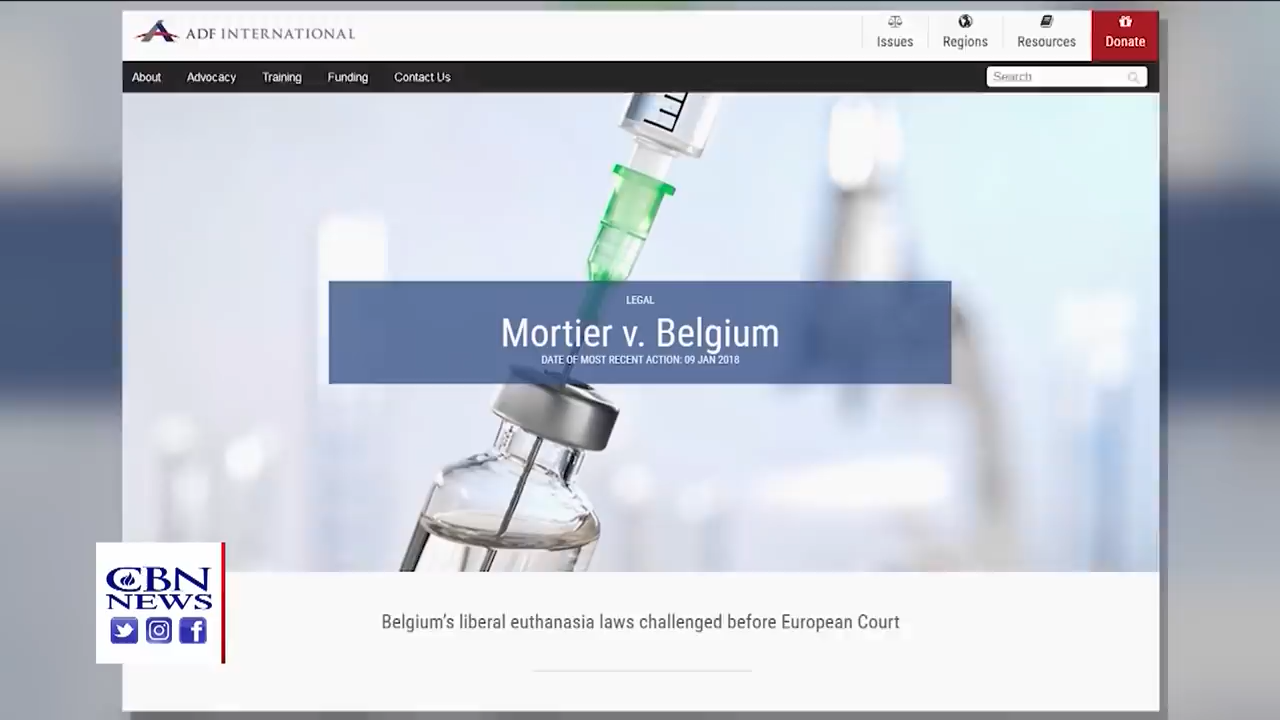 ADF INTERNATIONAL
Issues
Regions
Resources
Donate
About
Advocacy
Training
Funding
Contact Us
Search
LEGAL
Mortier v. Belgium
DATE OF MOST RECENT ACTION: 09 JAN 2018
CBN
NEWS
Belgium's liberal euthanasia laws challenged before European Court